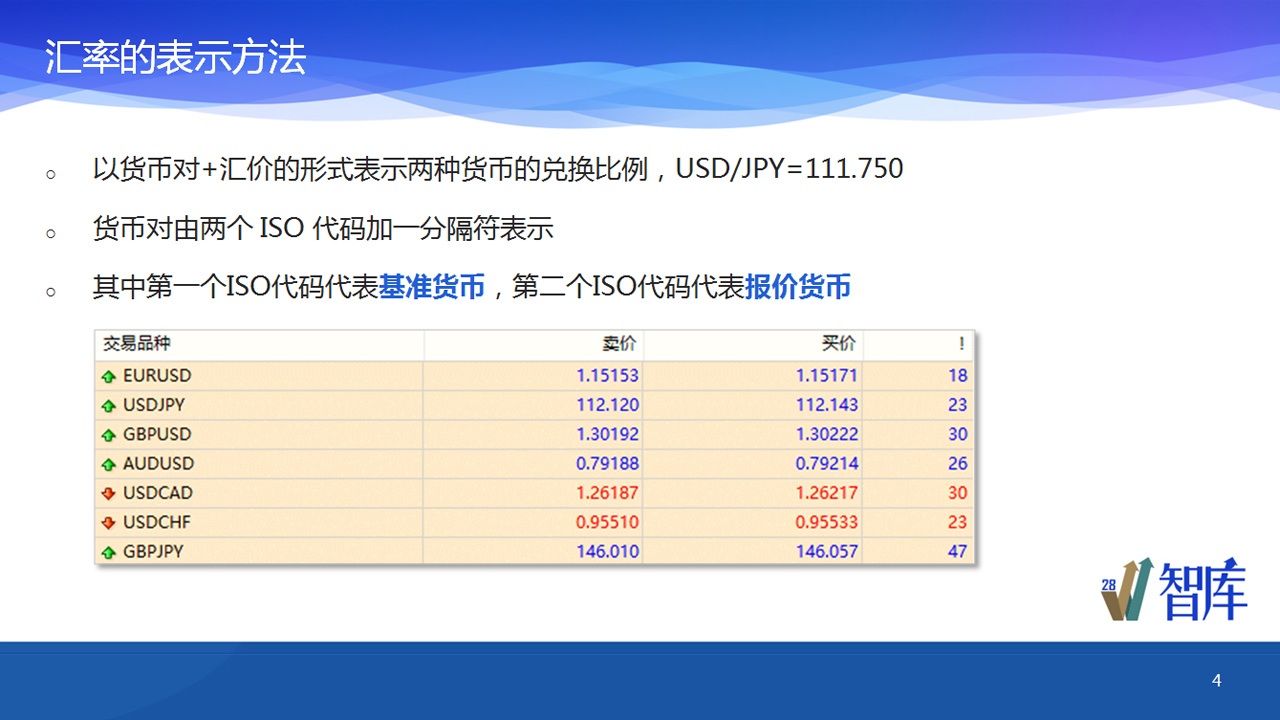 汇率的表示方法
以货币对+汇价的形式表示两种货币的兑换比例，USD/JPY=111.750
货币对由两个 ISO 代码加一分隔符表示
其中第一个ISO代码代表基准货币，第二个ISO代码代表报价货币
交易品种 卖价 买价 !
EURUSD 1.15153 1.15171 18
USDJPY 112.120 112.143 23
GBPUSD 1.30192 1.30222 30
AUDUSD 0.79188 0.79214 26
USDCAD 1.26187 1.26217 30
USDCHF 0.95510 0.95533 23
GBPJPY 146.010 146.057 47
28 智库
4